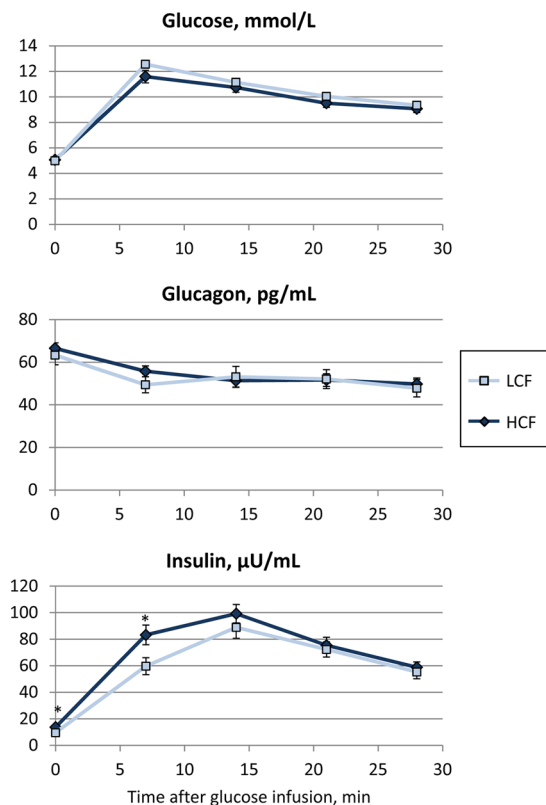 Glucose, mmol/L
14
12
10
8
6
4
2
0
0 5 10 15 20 25 30
Glucagon, pg/mL
80
60
40
20
0
0 5 10 15 20 25 30
LCF
HCF
Insulin, µU/mL
120
100
80
60
40
20
0
* *
0 5 10 15 20 25 30
Time after glucose infusion, min